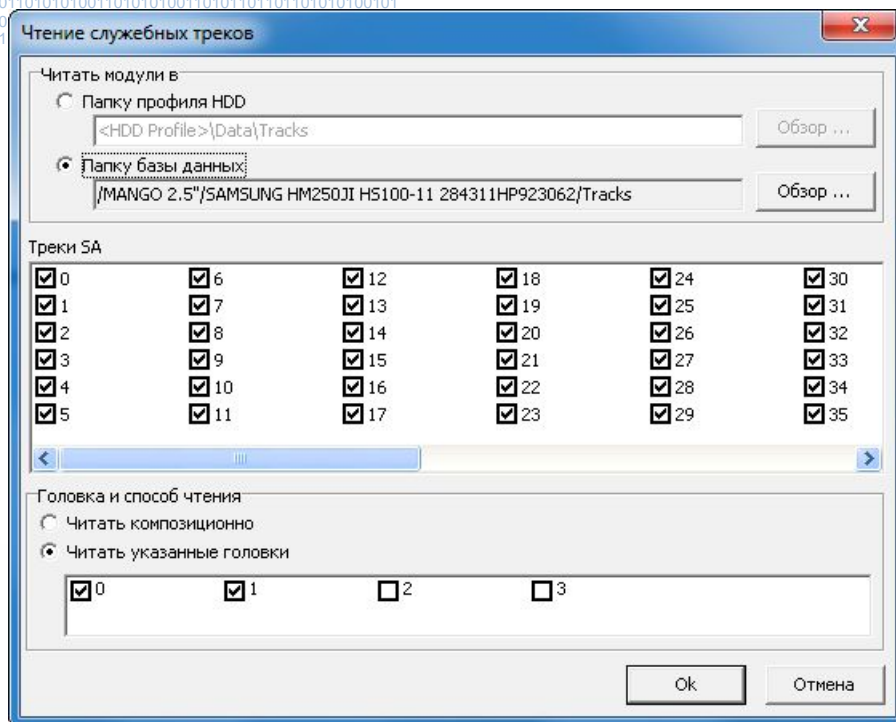 01101010100110101010011010110110110101010100101
Чтение служебных треков
Читать модули в
Папку профиля HDD
<HDD Profile>\Data\Tracks
Обзор ...
Папку базы данных
/MANGO 2.5"/SAMSUNG HM250JI HS100-11 284311HP923062/Tracks
Обзор ...
Треки SA
0 6 12 18 24 30
1 7 13 19 25 31
2 8 14 20 26 32
3 9 15 21 27 33
4 10 16 22 28 34
5 11 17 23 29 35
Головка и способ чтения
Читать композиционно
Читать указанные головки
0 1 2 3
Ok
Отмена